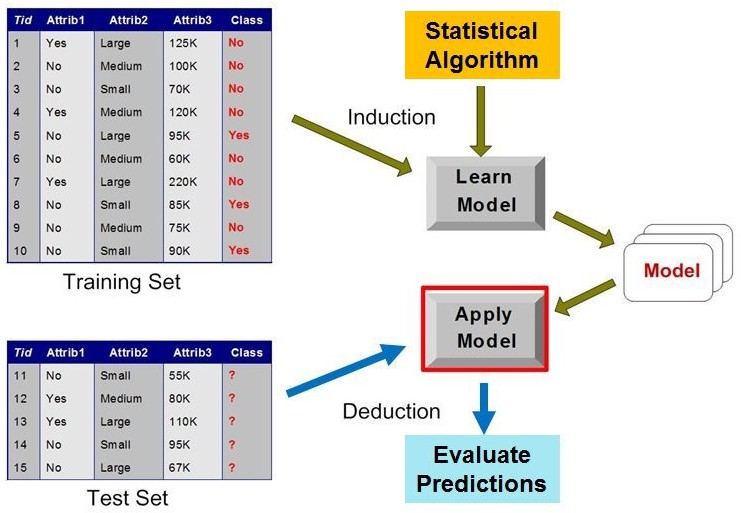 Tid Attrib1 Attrib2 Attrib3 Class
1 Yes Large 125K No
2 No Medium 100K No
3 No Small 70K No
4 Yes Medium 120K No
5 No Large 95K Yes
6 No Medium 60K No
7 Yes Large 220K No
8 No Small 85K Yes
9 No Medium 75K No
10 No Small 90K Yes
Training Set
Statistical
Algorithm
Induction
Learn
Model
Model
Apply
Model
Tid Attrib1 Attrib2 Attrib3 Class
11 No Small 55K ?
12 Yes Medium 80K ?
13 Yes Large 110K ?
14 No Small 95K ?
15 No Large 67K ?
Test Set
Deduction
Evaluate
Predictions